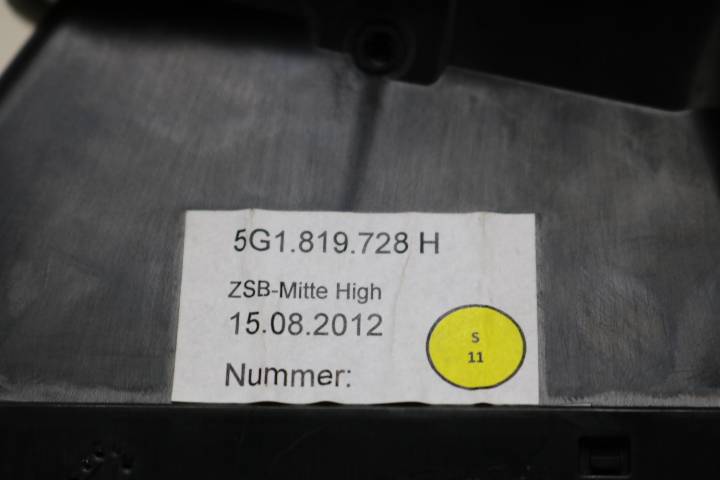 5G1.819.728 H
ZSB-Mitte High
15.08.2012
Nummer:
S
11